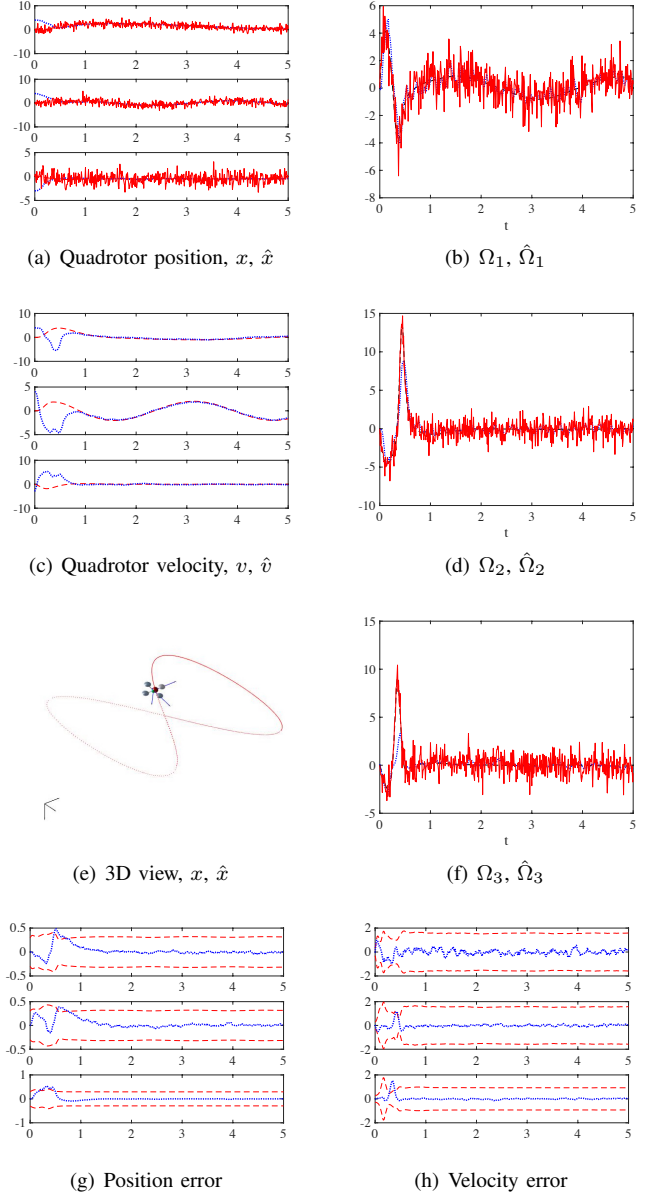 10
0
-10
0 1 2 3 4 5
10
0
-10
0 1 2 3 4 5
5
0
-5
0 1 2 3 4 5
(a) Quadrotor position, x, x̂
6
4
2
0
-2
-4
-6
-8
0 1 2 3 4 5
t
(b) Ω₁, Ω̂₁
10
0
-10
0 1 2 3 4 5
5
0
-5
0 1 2 3 4 5
10
0
-10
0 1 2 3 4 5
(c) Quadrotor velocity, v, v̂
15
10
5
0
-5
-10
0 1 2 3 4 5
t
(d) Ω₂, Ω̂₂
(e) 3D view, x, x̂
15
10
5
0
-5
0 1 2 3 4 5
t
(f) Ω₃, Ω̂₃
0.5
0
-0.5
0 1 2 3 4 5
0.5
0
-0.5
0 1 2 3 4 5
1
0
-1
0 1 2 3 4 5
(g) Position error
2
0
-2
0 1 2 3 4 5
2
0
-2
0 1 2 3 4 5
2
0
-2
0 1 2 3 4 5
(h) Velocity error